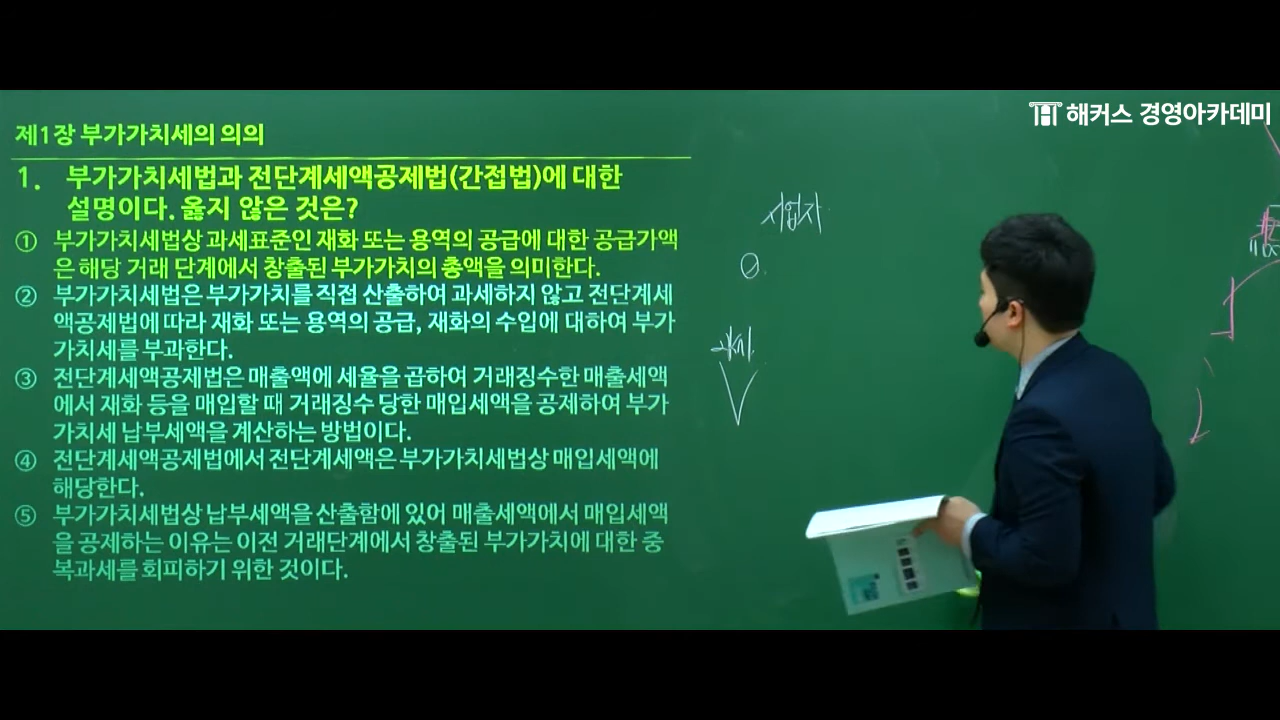 해커스 경영아카데미
제1장 부가가치세의 의의
1. 부가가치세법과 전단계세액공제법(간접법)에 대한
설명이다. 옳지 않은 것은?
① 부가가치세법상 과세표준인 재화 또는 용역의 공급에 대한 공급가액
은 해당 거래 단계에서 창출된 부가가치의 총액을 의미한다.
② 부가가치세법은 부가가치를 직접 산출하여 과세하지 않고 전단계세
액공제법에 따라 재화 또는 용역의 공급, 재화의 수입에 대하여 부가
가치세를 부과한다.
③ 전단계세액공제법은 매출액에 세율을 곱하여 거래징수한 매출세액
에서 재화 등을 매입할 때 거래징수 당한 매입세액을 공제하여 부가
가치세 납부세액을 계산하는 방법이다.
④ 전단계세액공제법에서 전단계세액은 부가가치세법상 매입세액에
해당한다.
⑤ 부가가치세법상 납부세액을 산출함에 있어 매출세액에서 매입세액
을 공제하는 이유는 이전 거래단계에서 창출된 부가가치에 대한 중
복과세를 회피하기 위한 것이다.
사업자